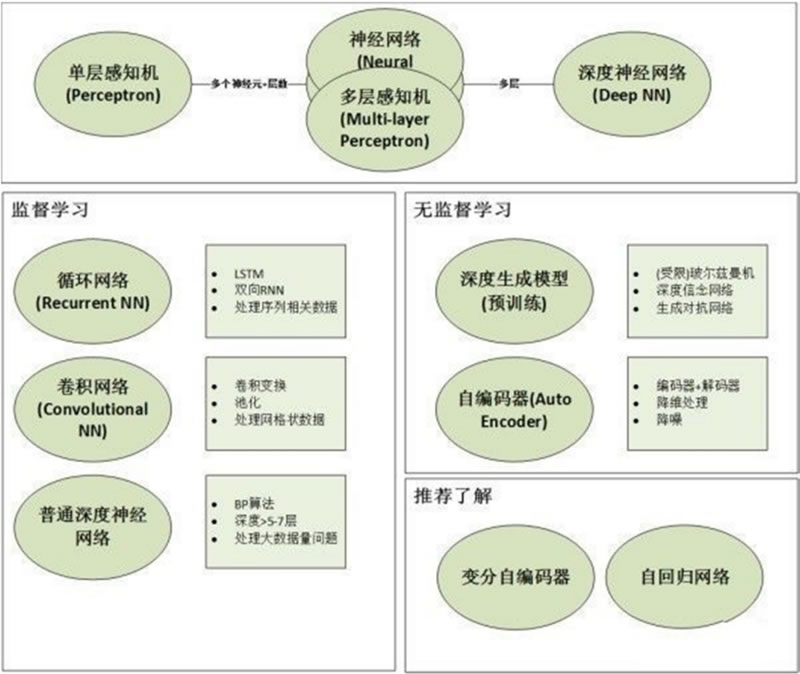 单层感知机
(Perceptron)
多个神经元+层数
神经网络
(Neural
多层感知机
(Multi-layer
Perceptron)
多层
深度神经网络
(Deep NN)
监督学习
循环网络
(Recurrent NN)
• LSTM
• 双向RNN
• 处理序列相关数据
卷积网络
(Convolutional
NN)
• 卷积变换
• 池化
• 处理网格状数据
普通深度神经
网络
• BP算法
• 深度>5-7层
• 处理大数据量问题
无监督学习
深度生成模型
(预训练)
• (受限)玻尔兹曼机
• 深度信念网络
• 生成对抗网络
自编码器(Auto
Encoder)
• 编码器+解码器
• 降维处理
• 降噪
推荐了解
变分自编码器
自回归网络